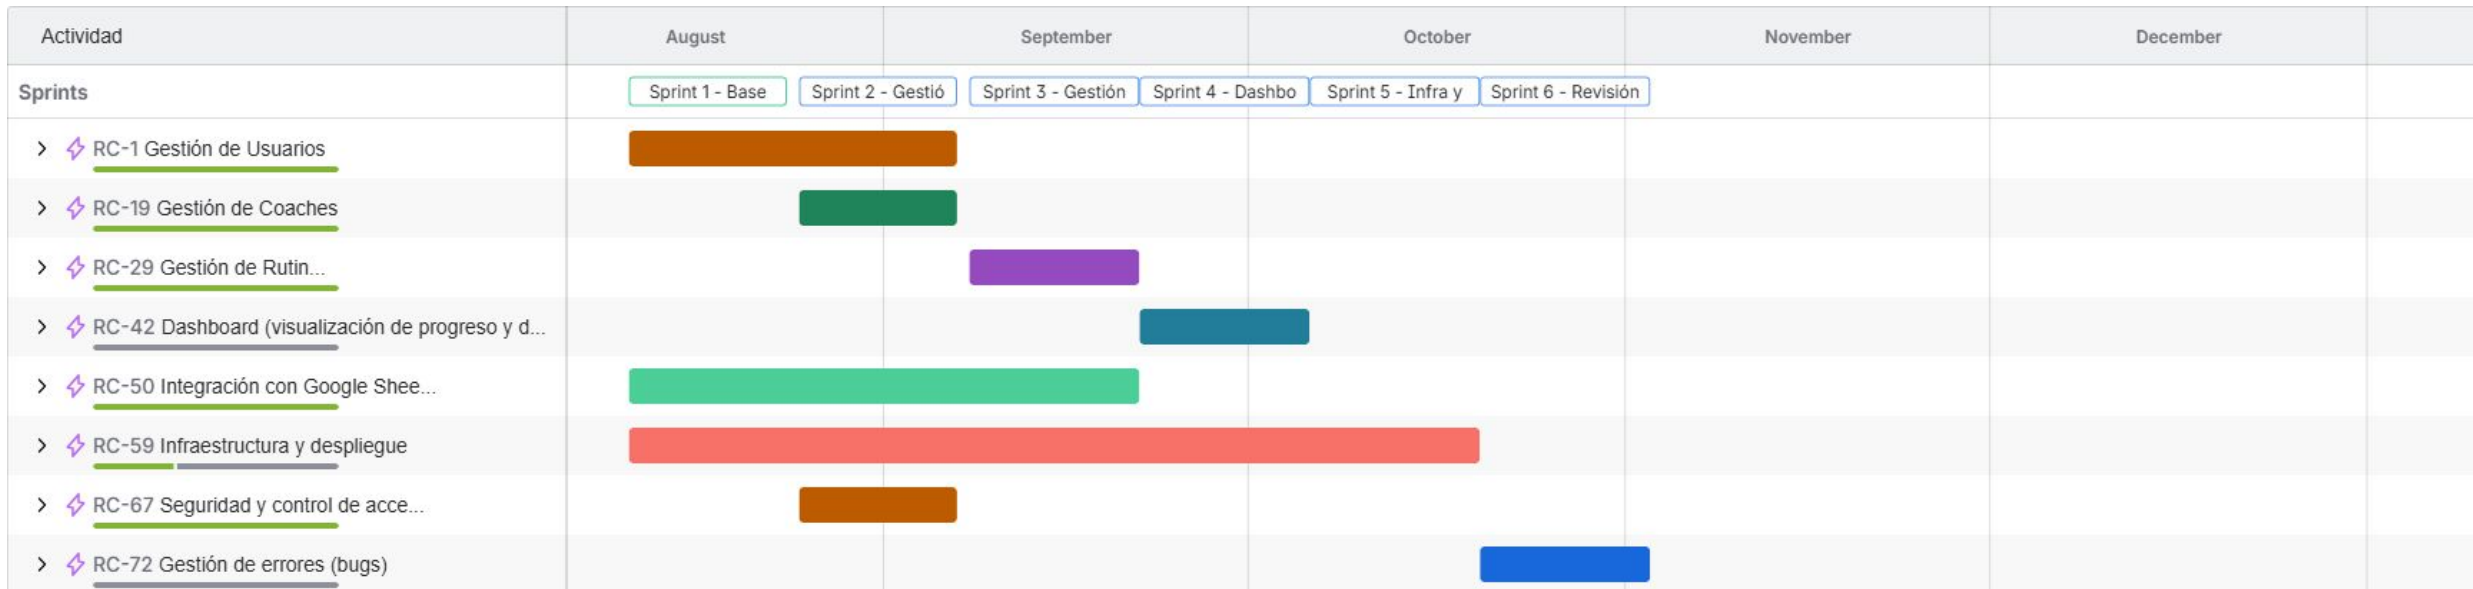 Actividad August September October November December
Sprints Sprint 1 - Base Sprint 2 - Gestió Sprint 3 - Gestión Sprint 4 - Dashbo Sprint 5 - Infra y Sprint 6 - Revisión
RC-1 Gestión de Usuarios
RC-19 Gestión de Coaches
RC-29 Gestión de Rutin...
RC-42 Dashboard (visualización de progreso y d...
RC-50 Integración con Google Shee...
RC-59 Infraestructura y despliegue
RC-67 Seguridad y control de acce...
RC-72 Gestión de errores (bugs)